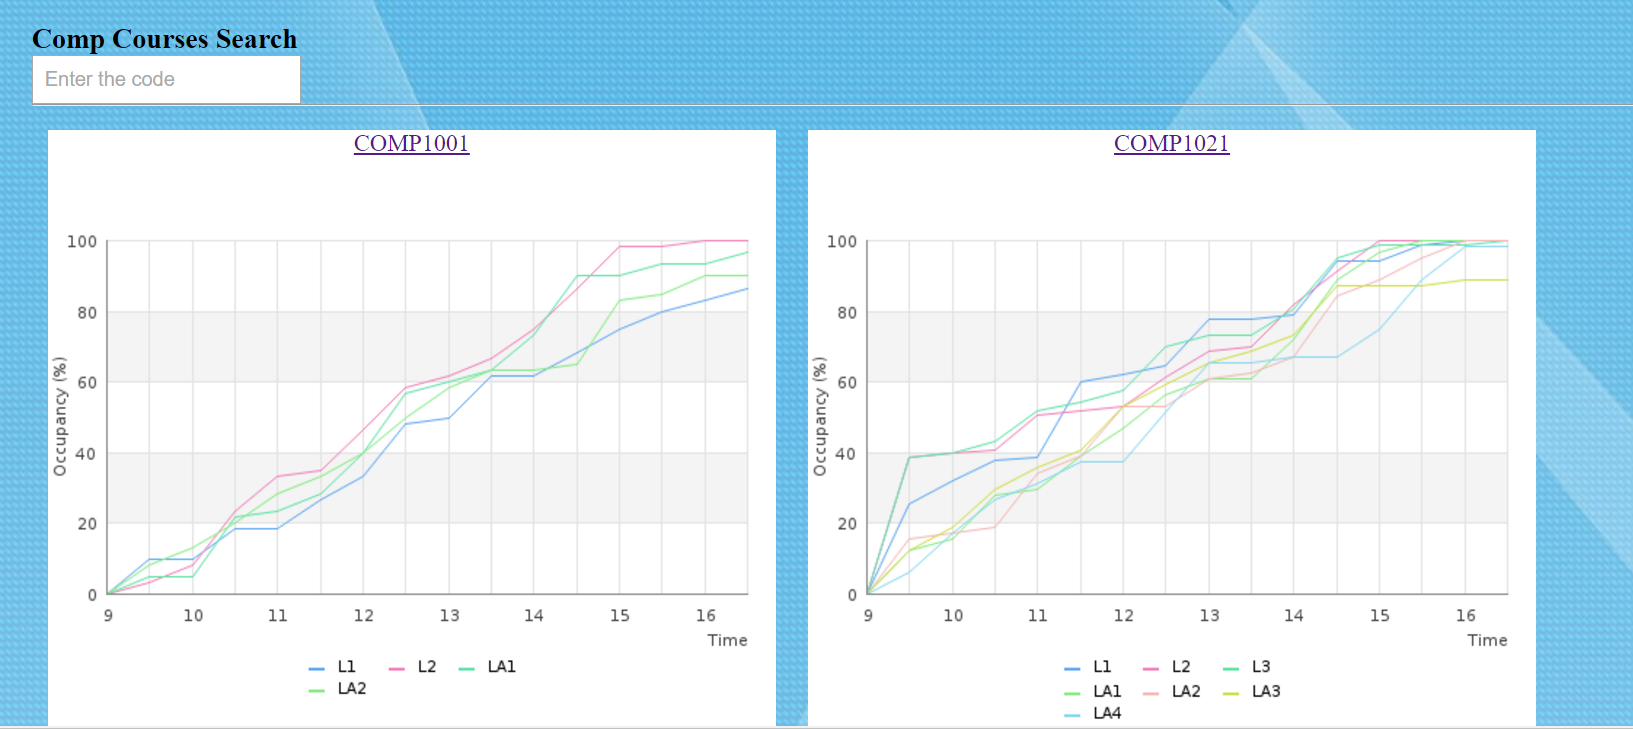 Comp Courses Search
Enter the code
COMP1001
100
80
60
40
20
0
Occupancy (%)
9 10 11 12 13 14 15 16
Time
L1 L2 LA1
LA2
COMP1021
100
80
60
40
20
0
Occupancy (%)
9 10 11 12 13 14 15 16
Time
L1 L2 L3
LA1 LA2 LA3
LA4